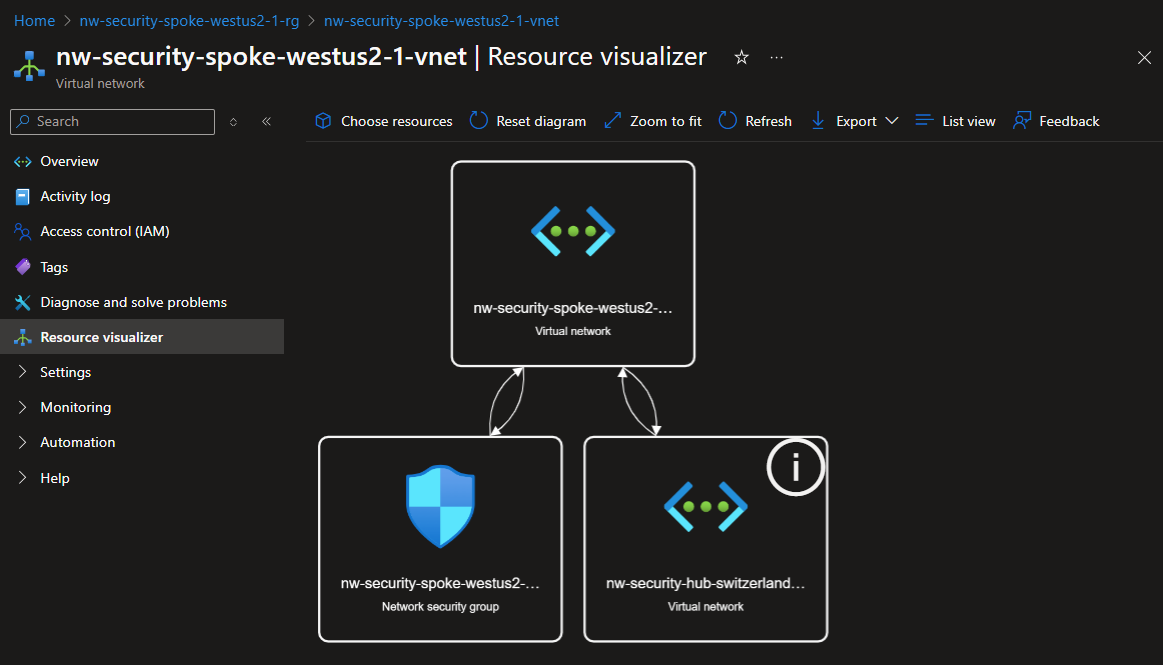 Home > nw-security-spoke-westus2-1-rg > nw-security-spoke-westus2-1-vnet
nw-security-spoke-westus2-1-vnet | Resource visualizer
Virtual network
Search
Choose resources
Reset diagram
Zoom to fit
Refresh
Export
List view
Feedback
Overview
Activity log
Access control (IAM)
Tags
Diagnose and solve problems
Resource visualizer
Settings
Monitoring
Automation
Help
nw-security-spoke-westus2-...
Virtual network
nw-security-spoke-westus2-...
Network security group
i
nw-security-hub-switzerland...
Virtual network